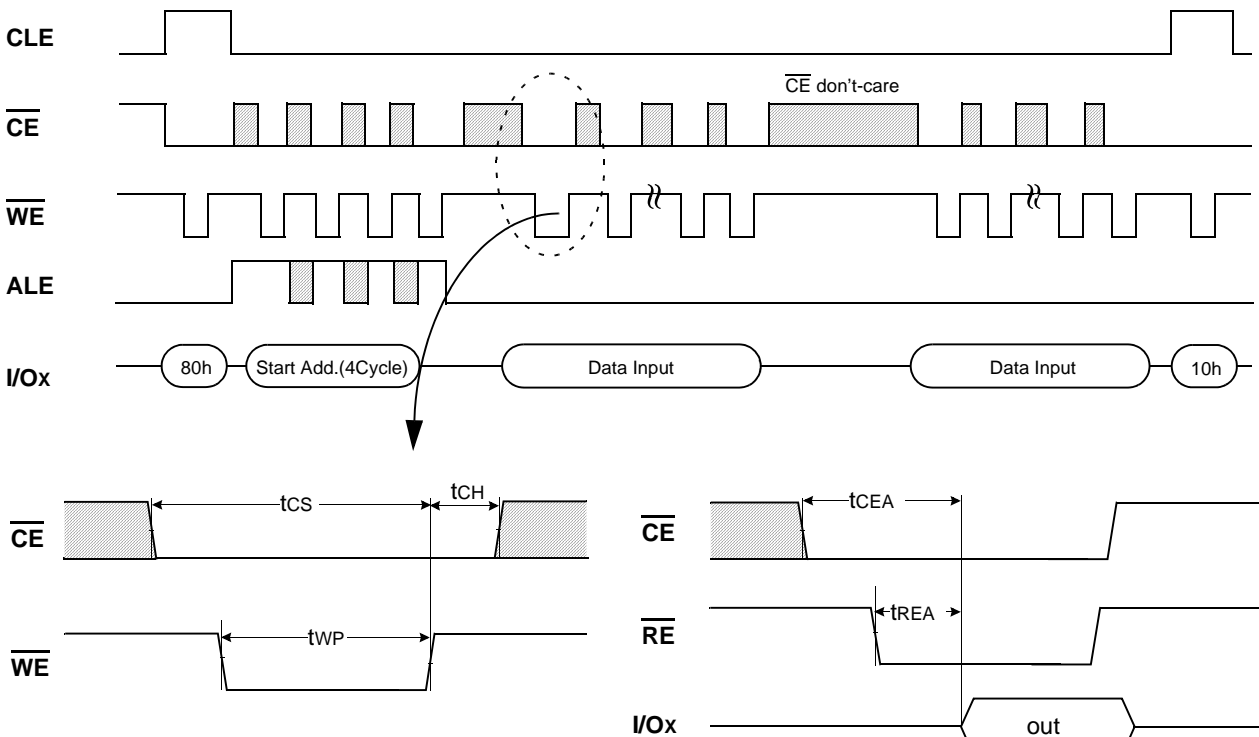 CLE
CE don't-care
CE
WE
ALE
I/Ox 80h Start Add.(4Cycle) Data Input Data Input 10h
tCS tCH
CE
tWP
WE
tCEA
CE
tREA
RE
I/Ox out